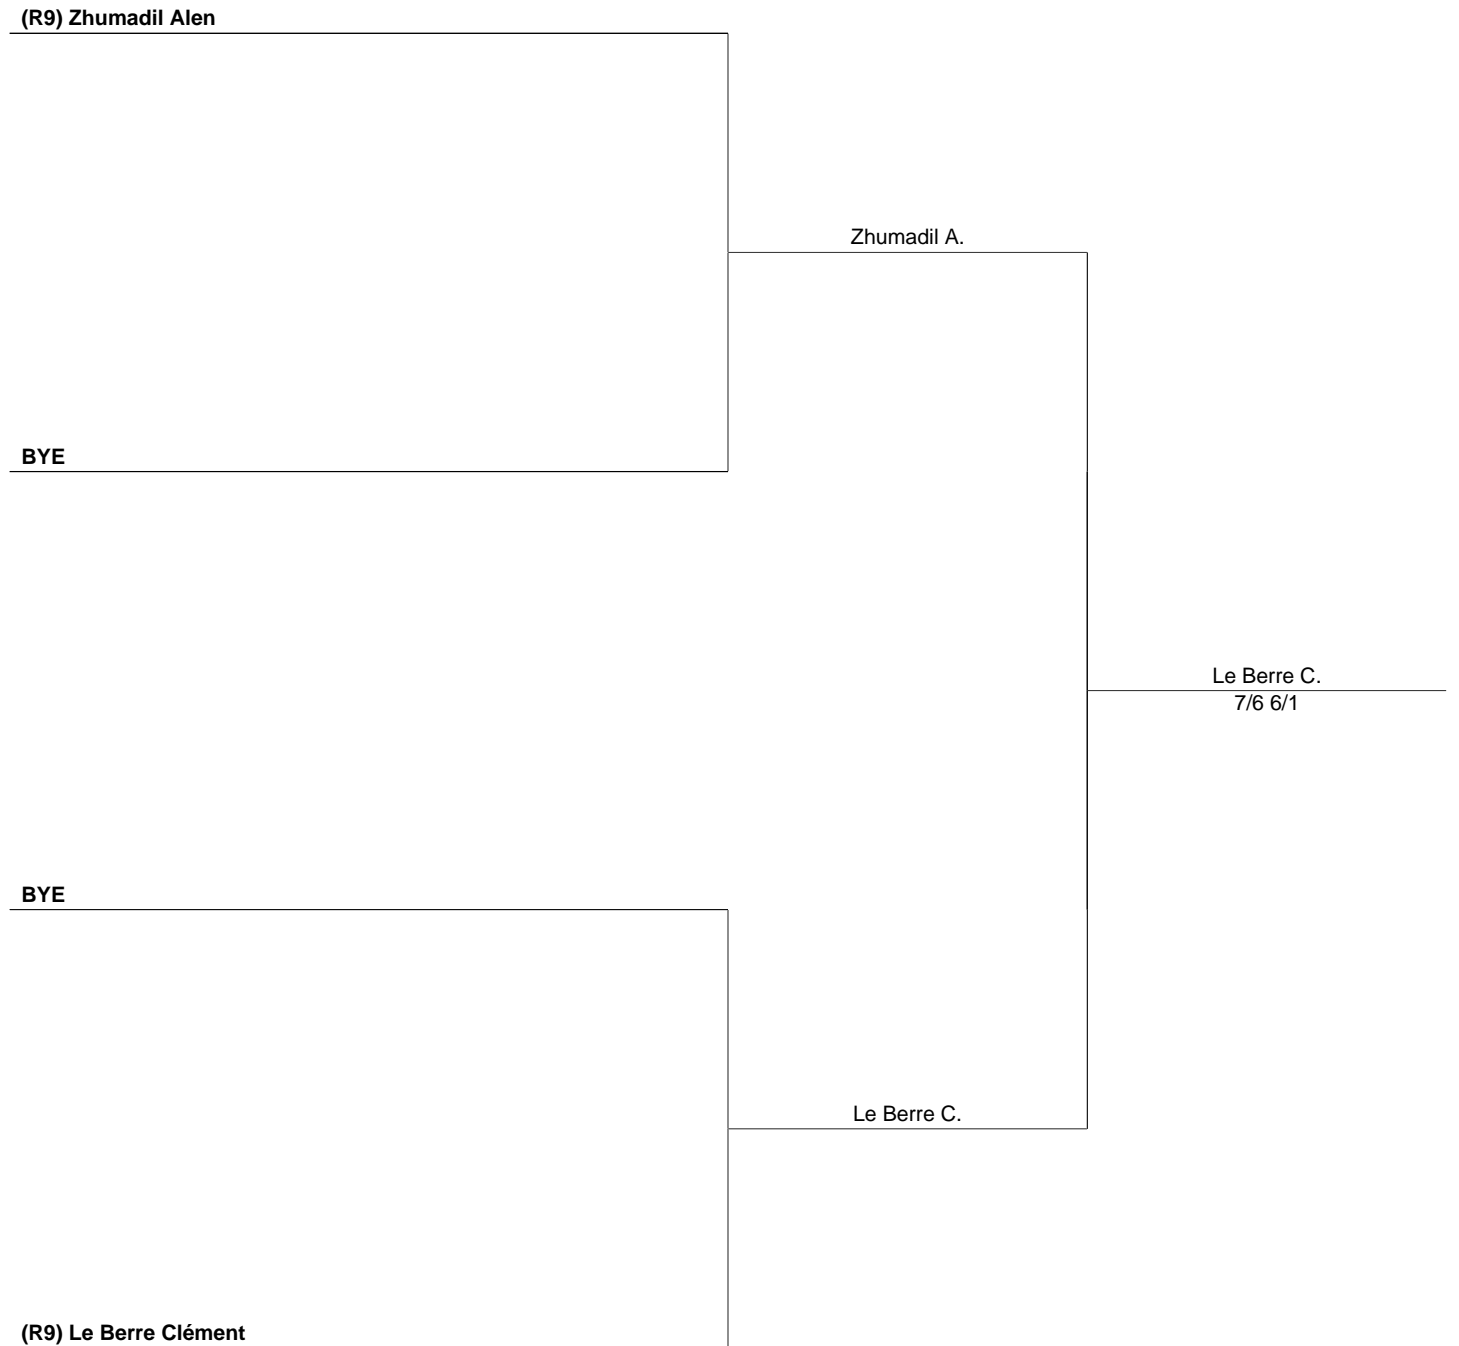 (R9) Zhumadil Alen
Zhumadil A.
BYE
Le Berre C.
7/6 6/1
BYE
Le Berre C.
(R9) Le Berre Clément